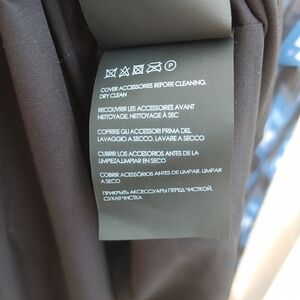 P
COVER ACCESSORIES BEFORE CLEANING.
DRY CLEAN
RECOUVRIR LES ACCESSOIRES AVANT
NETTOYAGE. NETTOYAGE À SEC
COPRIRE GLI ACCESSORI PRIMA DEL
LAVAGGIO A SECCO. LAVARE A SECCO
CUBRIR LOS ACCESORIOS ANTES DE LA
LIMPIEZA.LIMPIAR EN SECO
COBRIR ACESSÓRIOS ANTES DE LIMPAR. LIMPAR
A SECO
ПРИКРЫТЬ АКСЕССУАРЫ ПЕРЕД ЧИСТКОЙ.
СУХАЯ ЧИСТКА